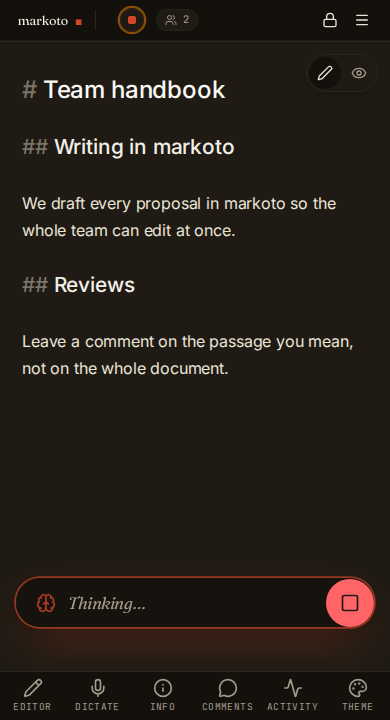 markoto
2
# Team handbook
## Writing in markoto
We draft every proposal in markoto so the
whole team can edit at once.
## Reviews
Leave a comment on the passage you mean,
not on the whole document.
Thinking...
EDITOR DICTATE INFO COMMENTS ACTIVITY THEME